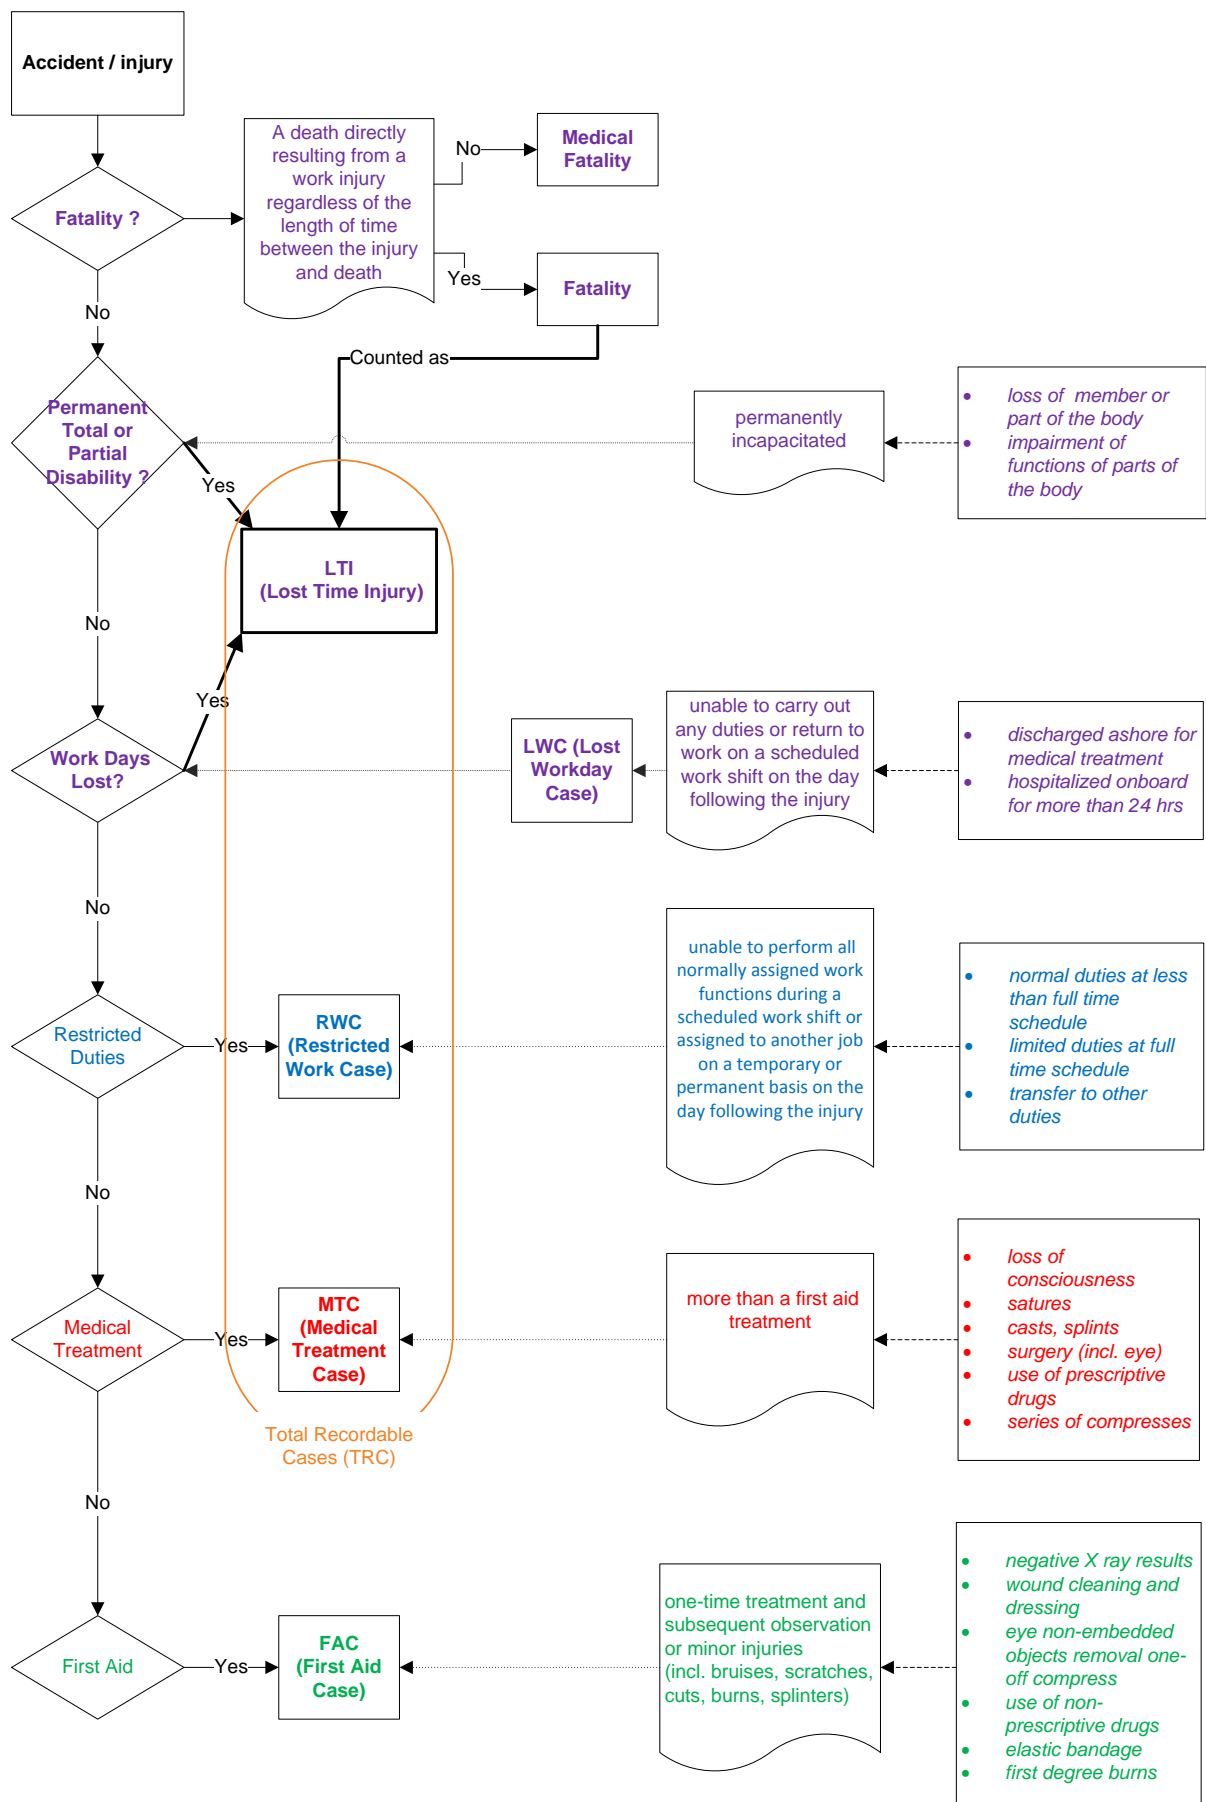 Accident / injury
A death directly
resulting from a
work injury
regardless of the
length of time
between the injury
and death
No
Medical
Fatality
Fatality ?
Yes
Fatality
No
Counted as
Permanent
Total or
Partial
Disability ?
Yes
permanently
incapacitated
• loss of  member or
part of the body
• impairment of
functions of parts of
the body
LTI
(Lost Time Injury)
No
Yes
Work Days
Lost?
LWC (Lost
Workday
Case)
unable to carry out
any duties or return to
work on a scheduled
work shift on the day
following the injury
• discharged ashore for
medical treatment
• hospitalized onboard
for more than 24 hrs
No
Restricted
Duties
Yes
RWC
(Restricted
Work Case)
unable to perform all
normally assigned work
functions during a
scheduled work shift or
assigned to another job
on a temporary or
permanent basis on the
day following the injury
• normal duties at less
than full time
schedule
• limited duties at full
time schedule
• transfer to other
duties
No
Medical
Treatment
Yes
MTC
(Medical
Treatment
Case)
more than a first aid
treatment
• loss of
consciousness
• satures
• casts, splints
• surgery (incl. eye)
• use of prescriptive
drugs
• series of compresses
Total Recordable
Cases (TRC)
No
First Aid
Yes
FAC
(First Aid
Case)
one-time treatment and
subsequent observation
or minor injuries
(incl. bruises, scratches,
cuts, burns, splinters)
• negative X ray results
• wound cleaning and
dressing
• eye non-embedded
objects removal one-
off compress
• use of non-
prescriptive drugs
• elastic bandage
• first degree burns